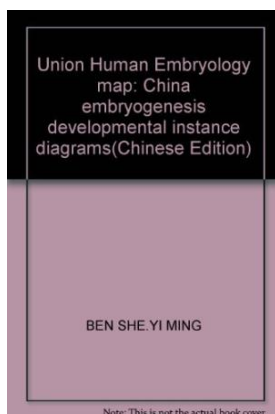 Union Human Embryology
map: China
embryogenesis
developmental instance
diagrams(Chinese Edition)
BEN SHE.YI MING
Note: This is not the actual book cover